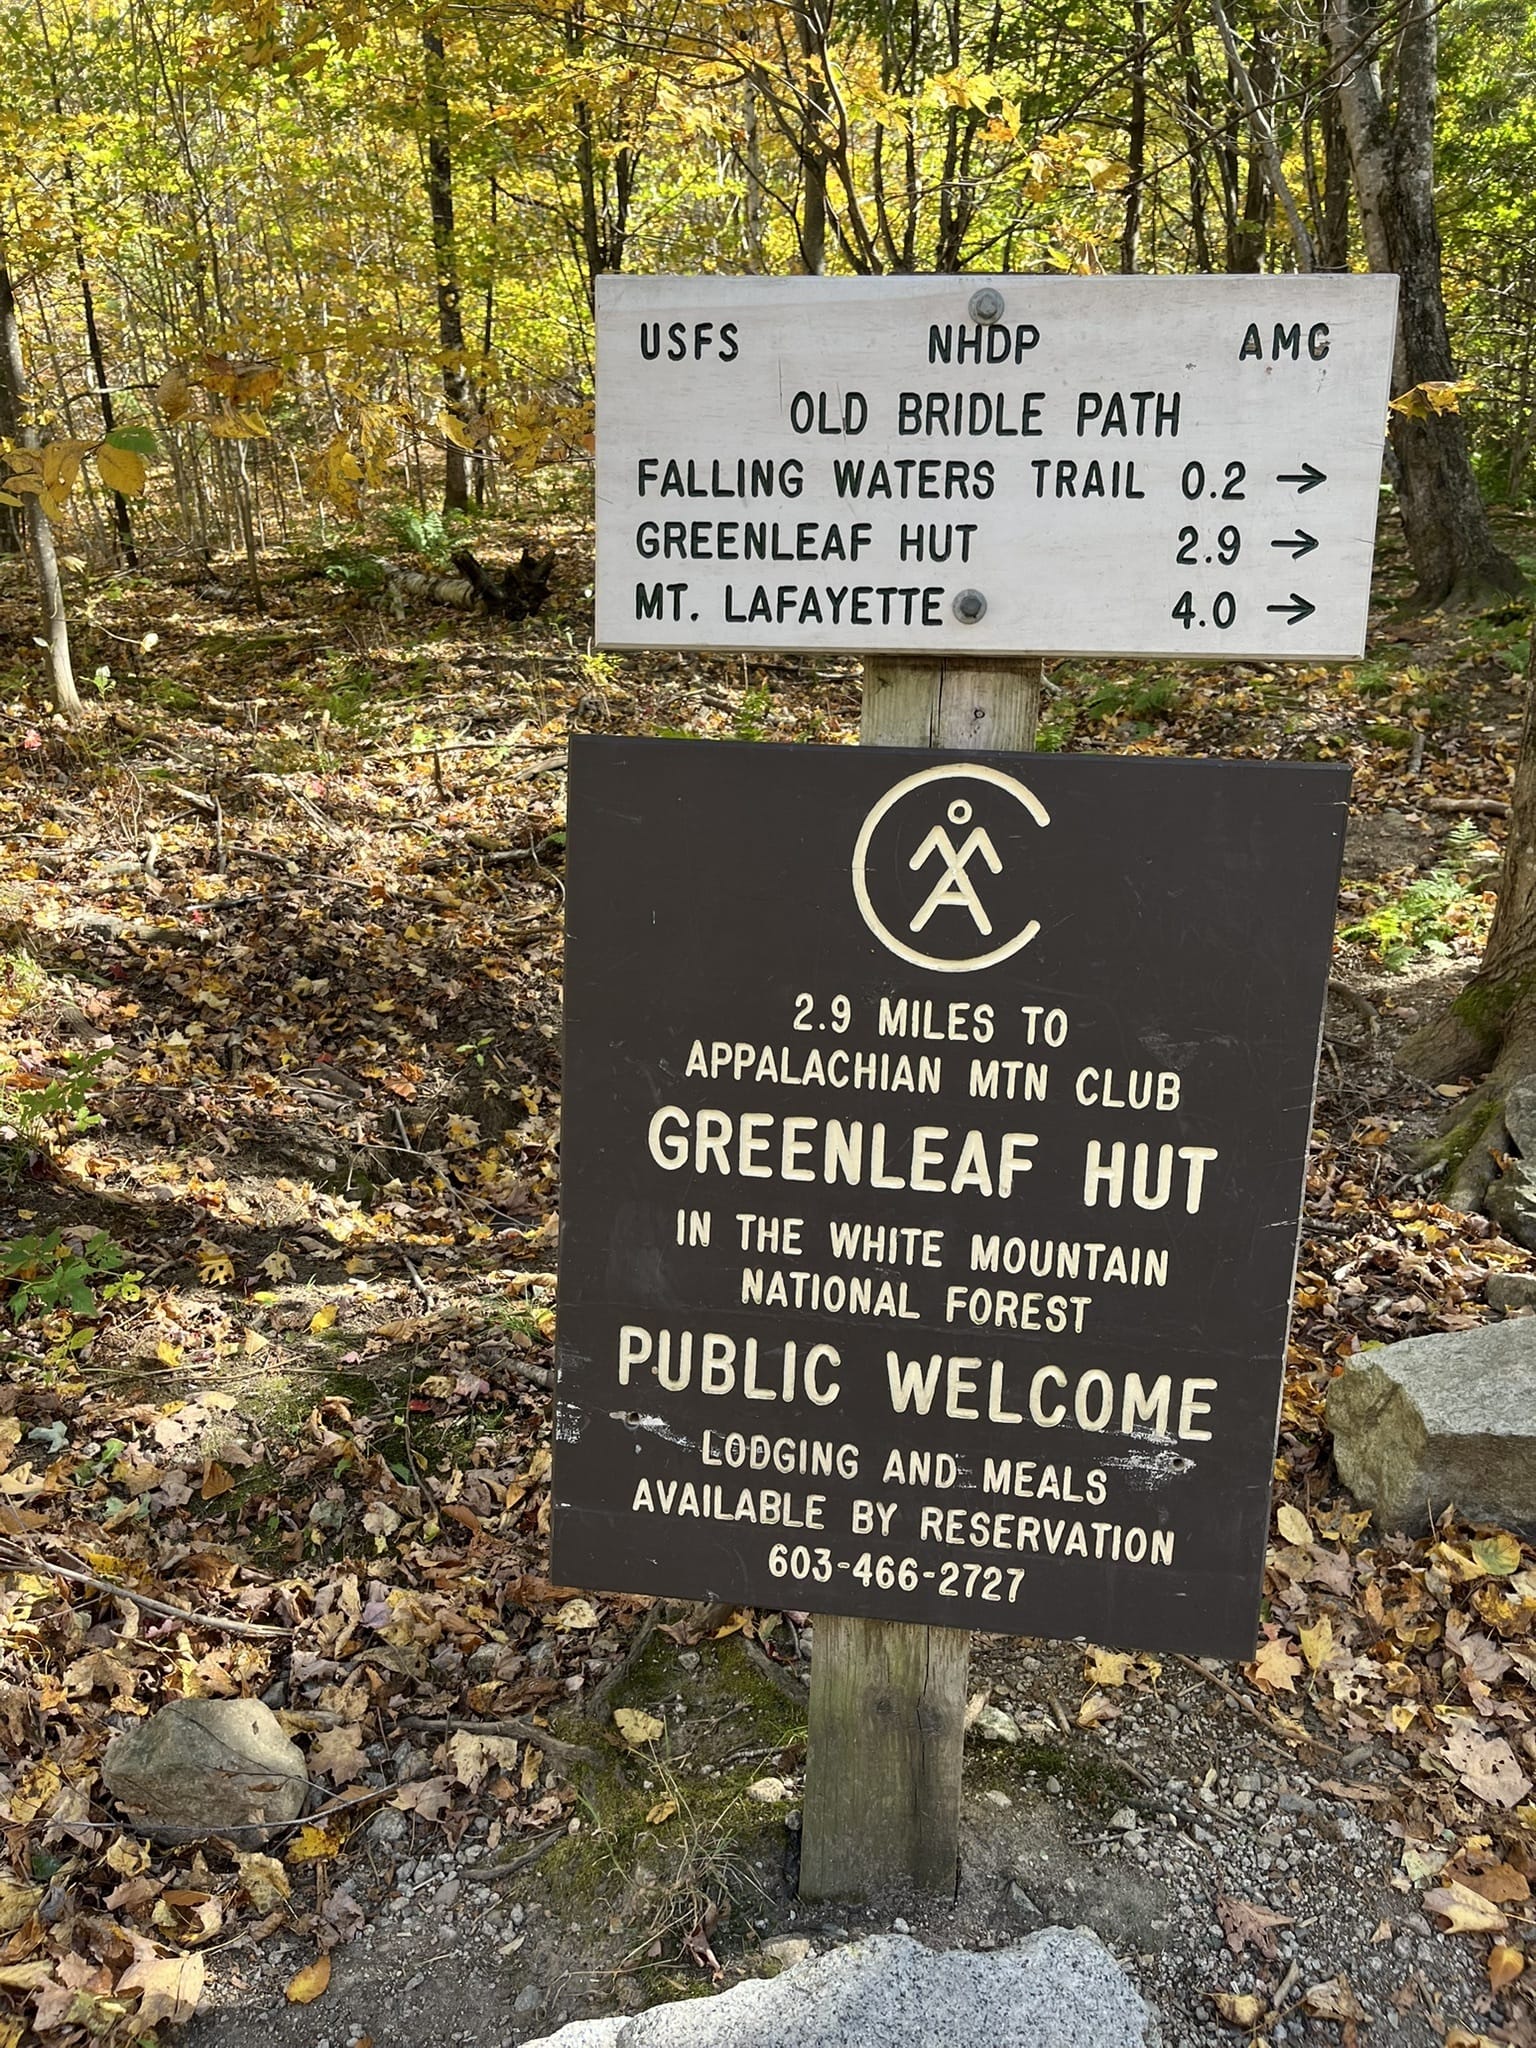 USFS NHDP AMC
OLD BRIDLE PATH
FALLING WATERS TRAIL 0.2 →
GREENLEAF HUT 2.9 →
MT. LAFAYETTE 4.0 →
AMC
2.9 MILES TO
APPALACHIAN MTN CLUB
GREENLEAF HUT
IN THE WHITE MOUNTAIN
NATIONAL FOREST
PUBLIC WELCOME
LODGING AND MEALS
AVAILABLE BY RESERVATION
603-466-2727